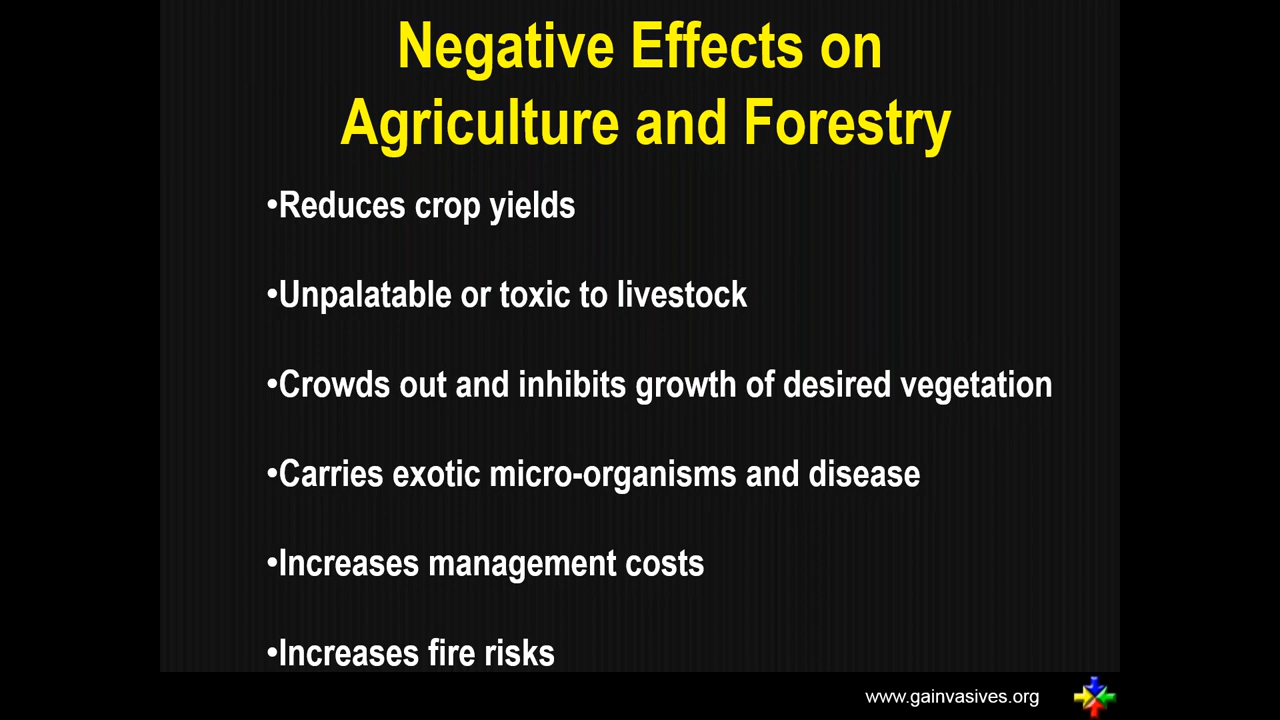 Negative Effects on
Agriculture and Forestry
•Reduces crop yields
•Unpalatable or toxic to livestock
•Crowds out and inhibits growth of desired vegetation
•Carries exotic micro-organisms and disease
•Increases management costs
•Increases fire risks
www.gainvasives.org